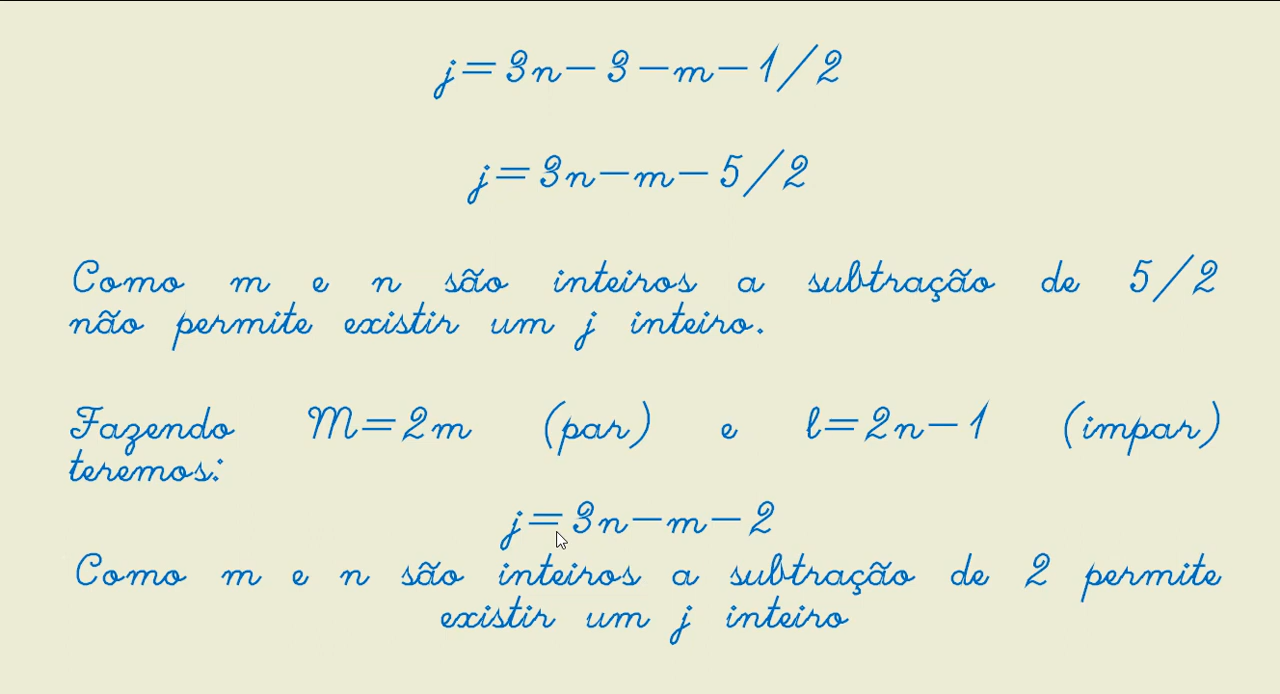 j=3n-3-m-1/2
j=3n-m-5/2
Como m e n são inteiros a subtração de 5/2
não permite existir um j inteiro.
Fazendo M=2m (par) e l=2n-1 (impar)
teremos:
j=3n-m-2
Como m e n são inteiros a subtração de 2 permite
existir um j inteiro